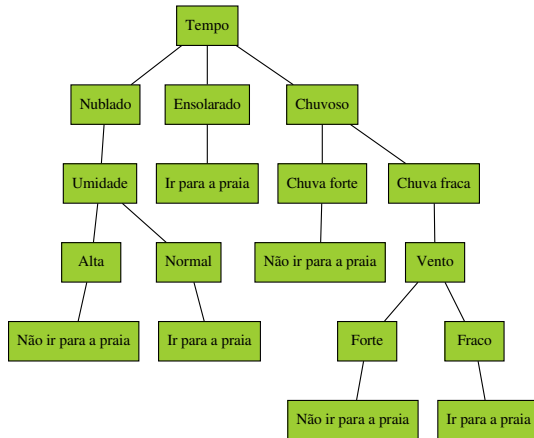 Tempo
Nublado
Ensolarado
Chuvoso
Umidade
Ir para a praia
Chuva forte
Chuva fraca
Alta
Normal
Não ir para a praia
Vento
Não ir para a praia
Ir para a praia
Forte
Fraco
Não ir para a praia
Ir para a praia